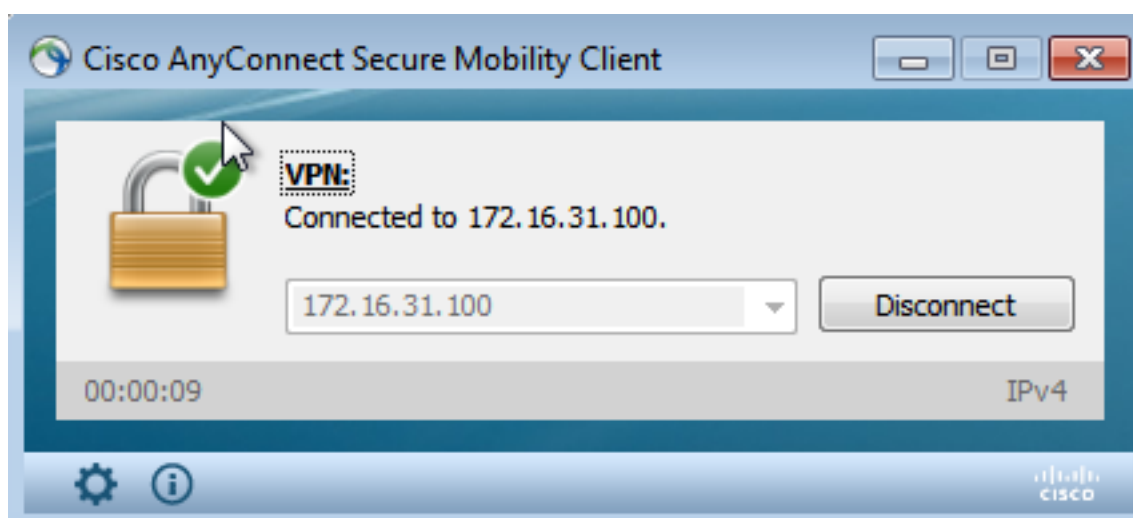 Cisco AnyConnect Secure Mobility Client
VPN:
Connected to 172.16.31.100.
172.16.31.100
Disconnect
00:00:09
IPv4
CISCO